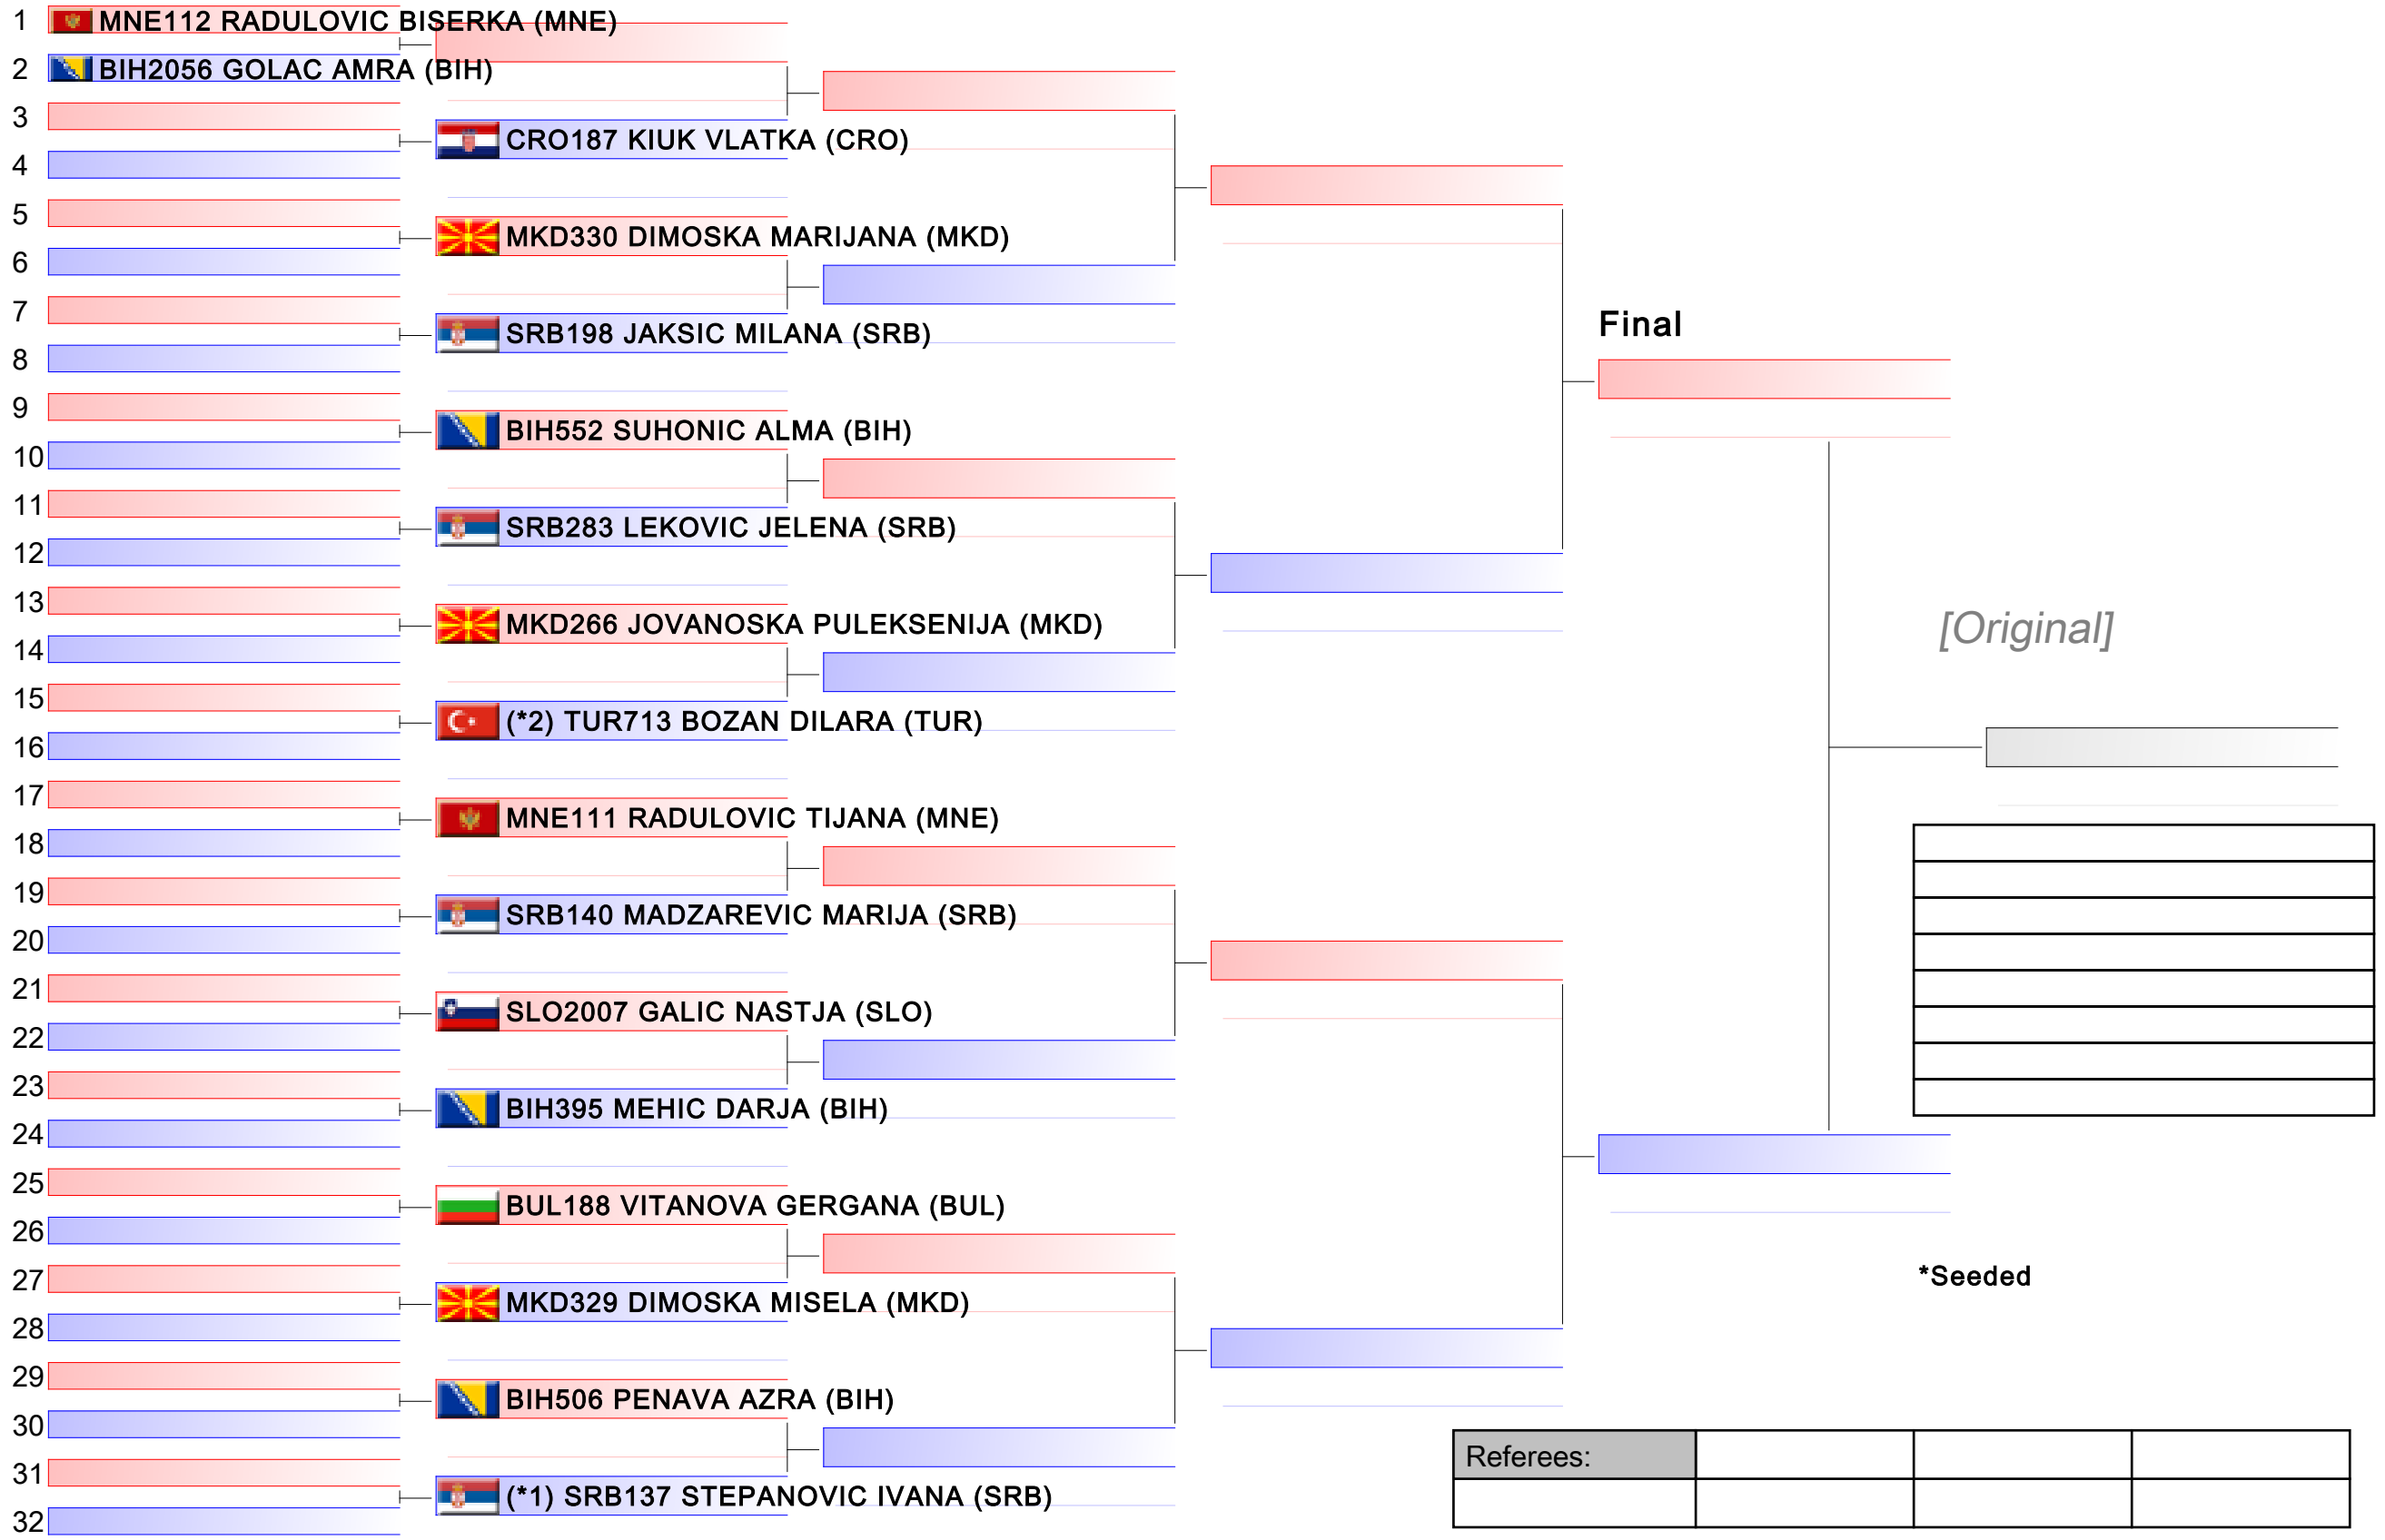 1 MNE112 RADULOVIC BISERKA (MNE)
2 BIH2056 GOLAC AMRA (BIH)
3
CRO187 KIUK VLATKA (CRO)
4
5
MKD330 DIMOSKA MARIJANA (MKD)
6
7
Final
SRB198 JAKSIC MILANA (SRB)
8
9
BIH552 SUHONIC ALMA (BIH)
10
11
SRB283 LEKOVIC JELENA (SRB)
12
13
MKD266 JOVANOSKA PULEKSENIJA (MKD)
[Original]
14
15
(*2) TUR713 BOZAN DILARA (TUR)
16
17
MNE111 RADULOVIC TIJANA (MNE)
18
19
SRB140 MADZAREVIC MARIJA (SRB)
20
21
SLO2007 GALIC NASTJA (SLO)
22
23
BIH395 MEHIC DARJA (BIH)
24
25
BUL188 VITANOVA GERGANA (BUL)
26
27
*Seeded
MKD329 DIMOSKA MISELA (MKD)
28
29
BIH506 PENAVA AZRA (BIH)
30
Referees:
31
(*1) SRB137 STEPANOVIC IVANA (SRB)
32